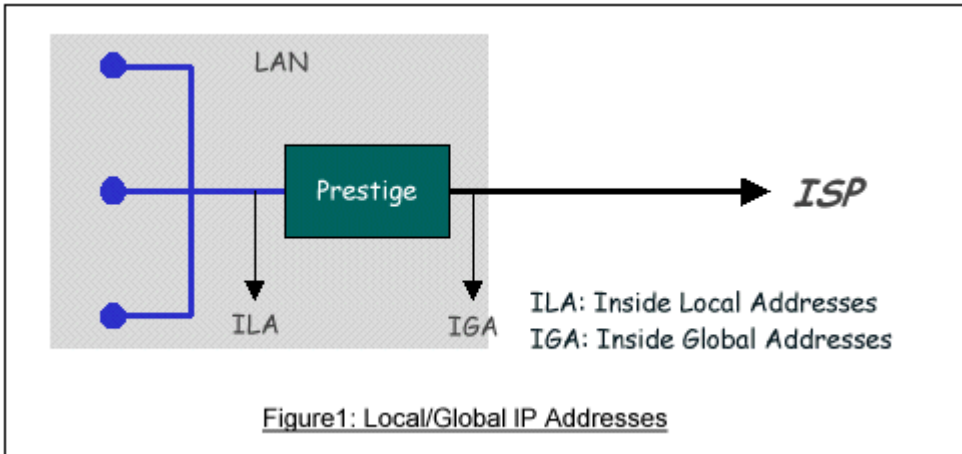 LAN
Prestige
ISP
ILA
IGA
ILA: Inside Local Addresses
IGA: Inside Global Addresses
Figure1: Local/Global IP Addresses